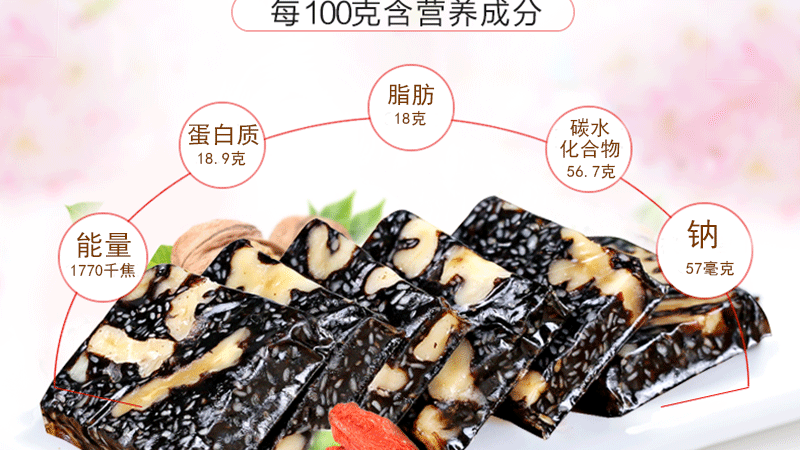 每100克含营养成分
脂肪
18克
蛋白质
18.9克
碳水
化合物
56.7克
能量
1770千焦
钠
57毫克